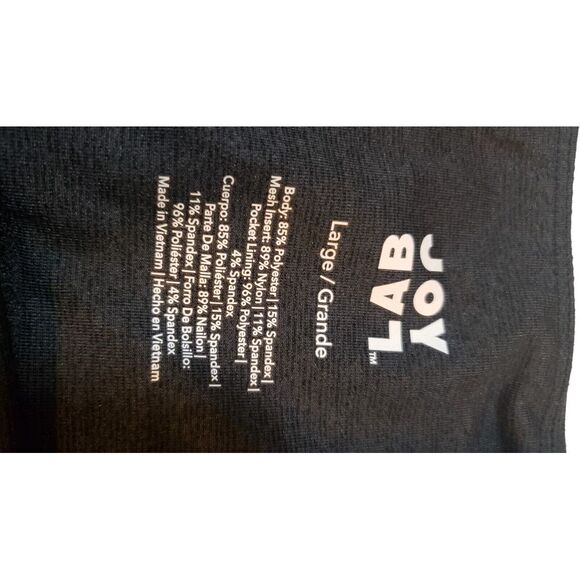 JOY
LAB™
Large / Grande
Body: 85% Polyester | 15% Spandex |
Mesh Insert: 89% Nylon | 11% Spandex |
Pocket Lining: 96% Polyester |
4% Spandex
Cuerpo: 85% Poliéster | 15% Spandex |
Parte De Malla: 89% Nailon |
11% Spandex | Forro De Bolsillo:
96% Poliéster | 4% Spandex
Made in Vietnam | Hecho en Vietnam